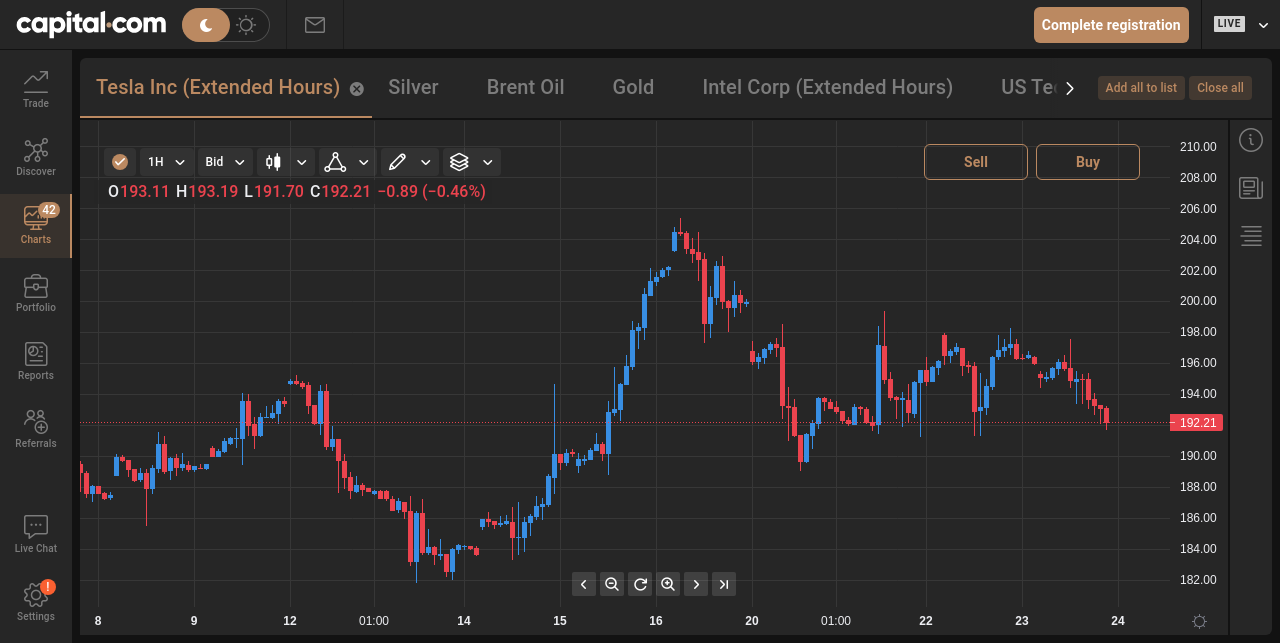 capital.com
Complete registration
LIVE
Tesla Inc (Extended Hours)
Silver
Brent Oil
Gold
Intel Corp (Extended Hours)
US Te
Add all to list
Close all
Trade
Discover
42
Charts
Portfolio
Reports
Referrals
Live Chat
!
Settings
1H
Bid
Sell
Buy
O193.11 H193.19 L191.70 C192.21 −0.89 (−0.46%)
210.00
208.00
206.00
204.00
202.00
200.00
198.00
196.00
194.00
192.21
190.00
188.00
186.00
184.00
182.00
8 9 12 01:00 14 15 16 20 01:00 22 23 24